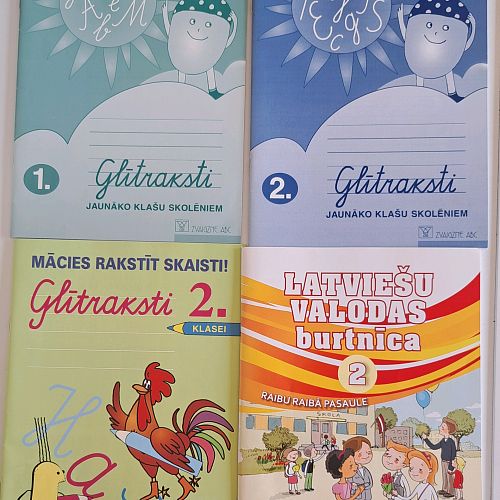 A
M
b
1.
Glītraksti
JAUNĀKO KLAŠU SKOLĒNIEM
ZVAIGZNE ABC
E g S
C c
2.
Glītraksti
JAUNĀKO KLAŠU SKOLĒNIEM
ZVAIGZNE ABC
MĀCIES RAKSTĪT SKAISTI!
Glītraksti 2.
KLASEI
H
a
LATVIEŠU
VALODAS
burtnīca
2
RAIBU RAIBĀ PASAULE
SKOLA